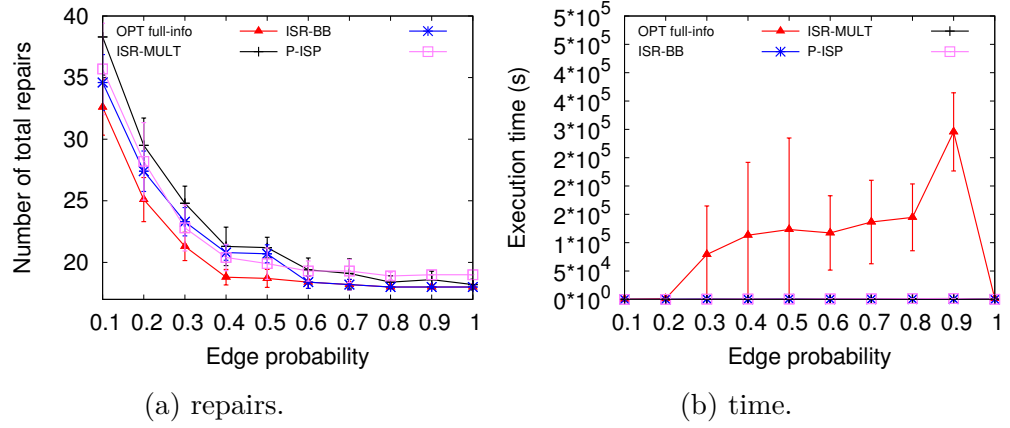 40
35
30
25
20
Number of total repairs
OPT full-info
ISR-BB
ISR-MULT
P-ISP
0.1 0.2 0.3 0.4 0.5 0.6 0.7 0.8 0.9 1
Edge probability
(a) repairs.
5*10^5
5*10^5
4*10^5
4*10^5
3*10^5
2*10^5
2*10^5
2*10^5
1*10^5
5*10^4
0*10^0
Execution time (s)
OPT full-info
ISR-MULT
ISR-BB
P-ISP
0.1 0.2 0.3 0.4 0.5 0.6 0.7 0.8 0.9 1
Edge probability
(b) time.